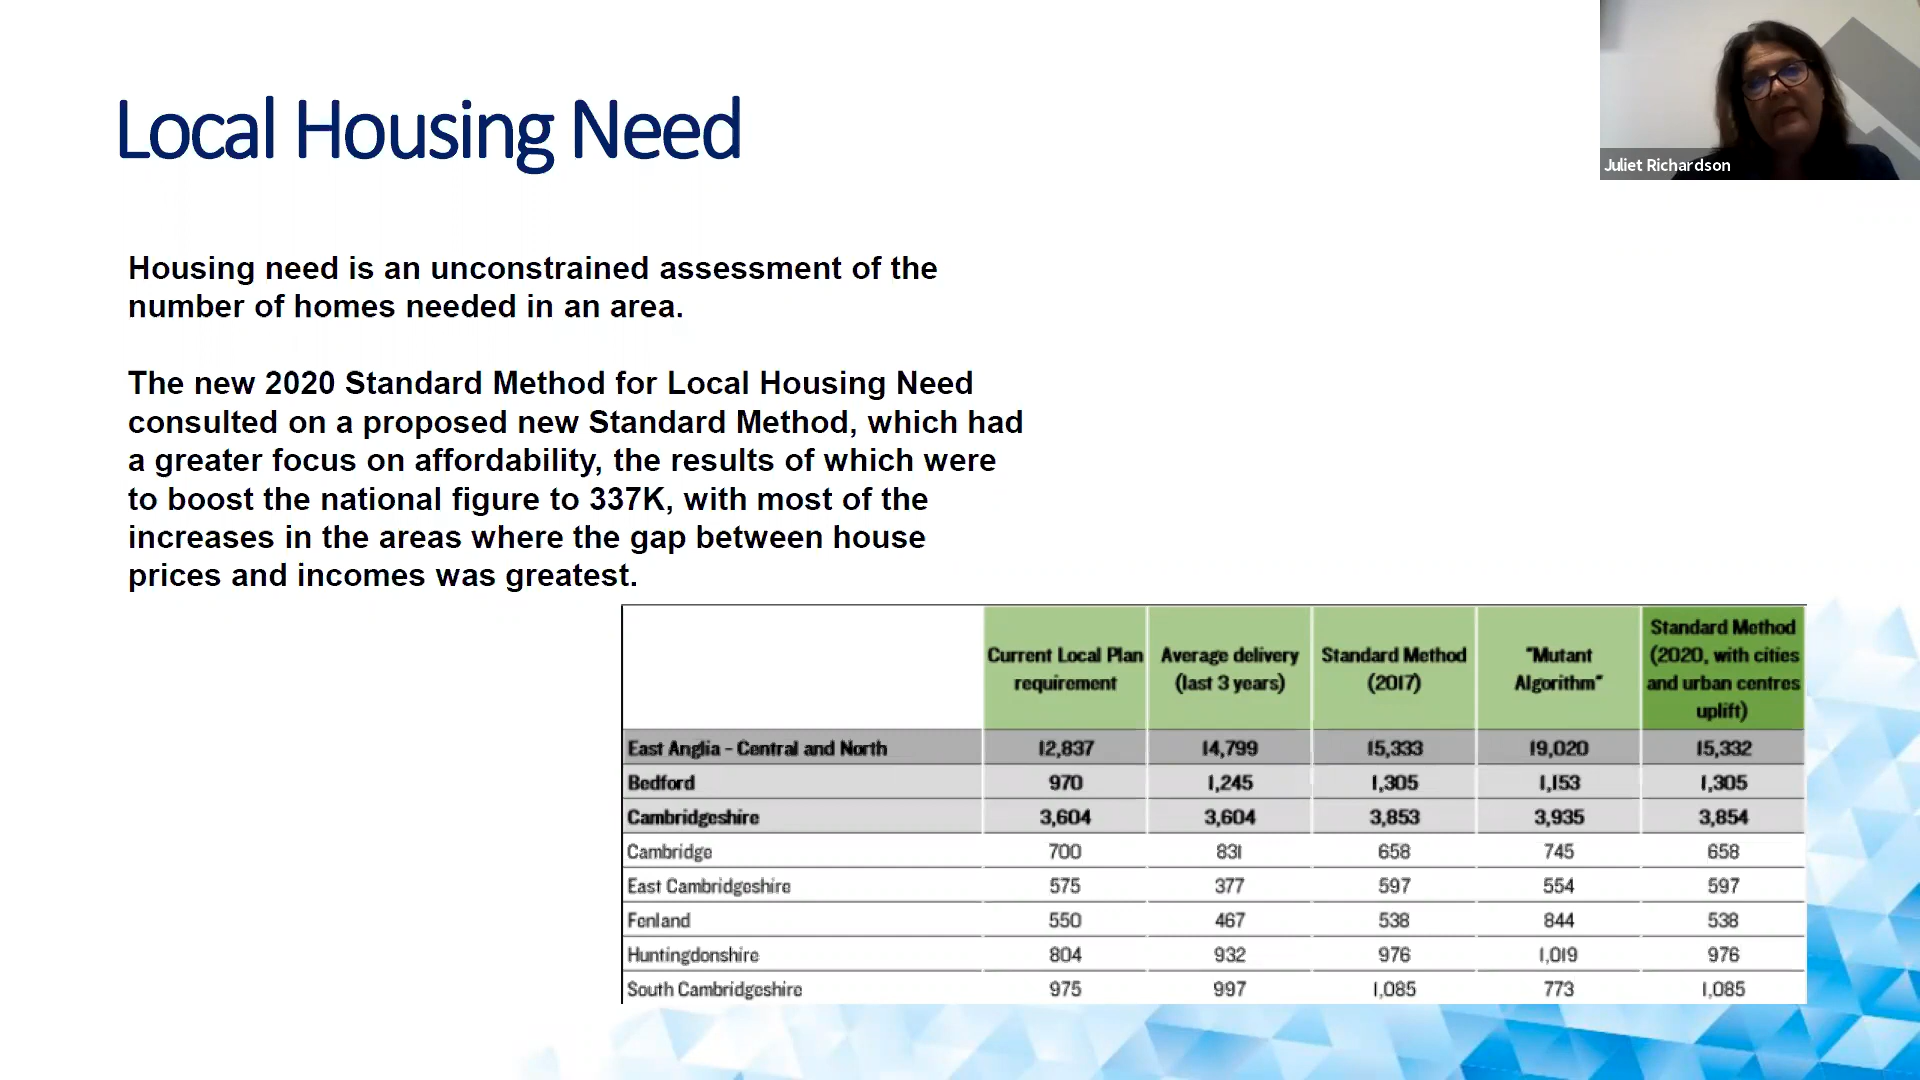 Local Housing Need
Juliet Richardson
Housing need is an unconstrained assessment of the
number of homes needed in an area.
The new 2020 Standard Method for Local Housing Need
consulted on a proposed new Standard Method, which had
a greater focus on affordability, the results of which were
to boost the national figure to 337K, with most of the
increases in the areas where the gap between house
prices and incomes was greatest.
Current Local Plan requirement
Average delivery (last 3 years)
Standard Method (2017)
"Mutant Algorithm"
Standard Method (2020, with cities and urban centres uplift)
East Anglia - Central and North 12,837 14,799 15,333 19,020 15,332
Bedford 970 1,245 1,305 1,153 1,305
Cambridgeshire 3,604 3,604 3,853 3,935 3,854
Cambridge 700 831 658 745 658
East Cambridgeshire 575 377 597 554 597
Fenland 550 467 538 844 538
Huntingdonshire 804 932 976 1,019 976
South Cambridgeshire 975 997 1,085 773 1,085